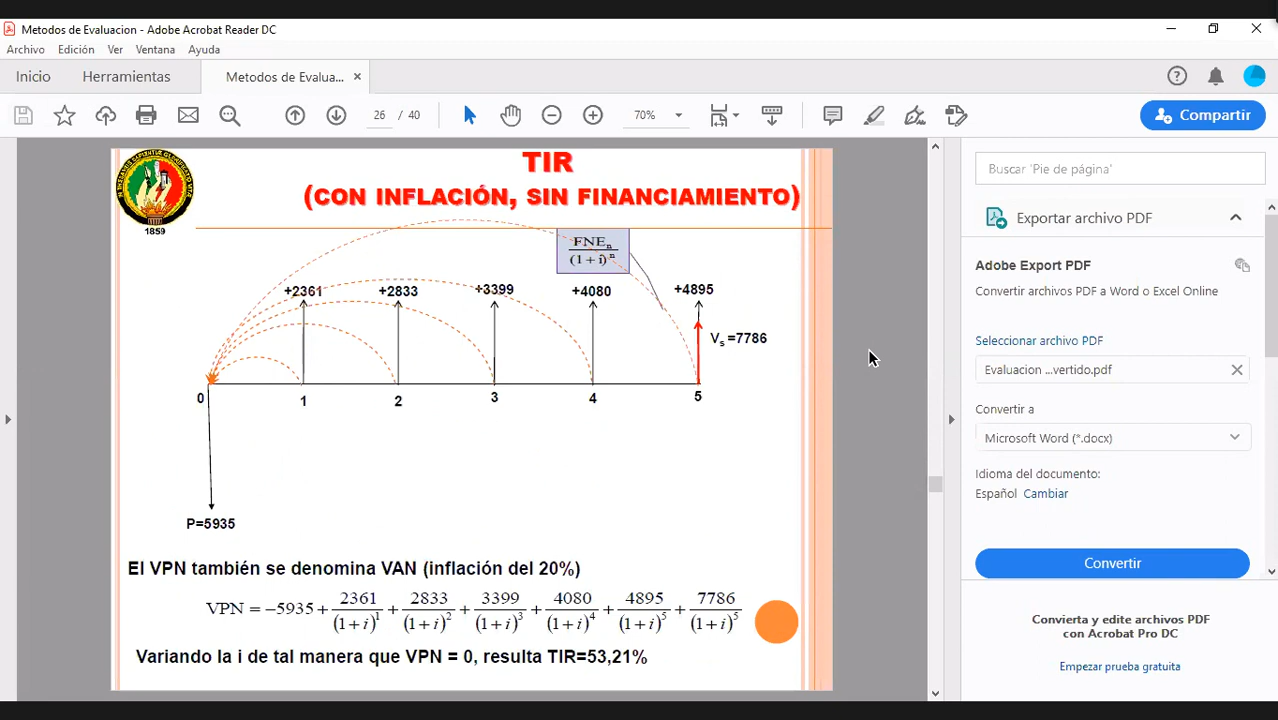 Metodos de Evaluacion - Adobe Acrobat Reader DC
Archivo Edición Ver Ventana Ayuda
Inicio Herramientas Metodos de Evalua... ×
26 / 40 70% Compartir
TIR
(CON INFLACIÓN, SIN FINANCIAMIENTO)
1859
FNEn
(1 + i)^n
+2361 +2833 +3399 +4080 +4895
Vs =7786
0 1 2 3 4 5
P=5935
El VPN también se denomina VAN (inflación del 20%)
VPN = −5935 + 2361/(1+i)^1 + 2833/(1+i)^2 + 3399/(1+i)^3 + 4080/(1+i)^4 + 4895/(1+i)^5 + 7786/(1+i)^5
Variando la i de tal manera que VPN = 0, resulta TIR=53,21%
Buscar 'Pie de página'
Exportar archivo PDF
Adobe Export PDF
Convertir archivos PDF a Word o Excel Online
Seleccionar archivo PDF
Evaluacion ...vertido.pdf
Convertir a
Microsoft Word (*.docx)
Idioma del documento:
Español Cambiar
Convertir
Convierta y edite archivos PDF
con Acrobat Pro DC
Empezar prueba gratuita